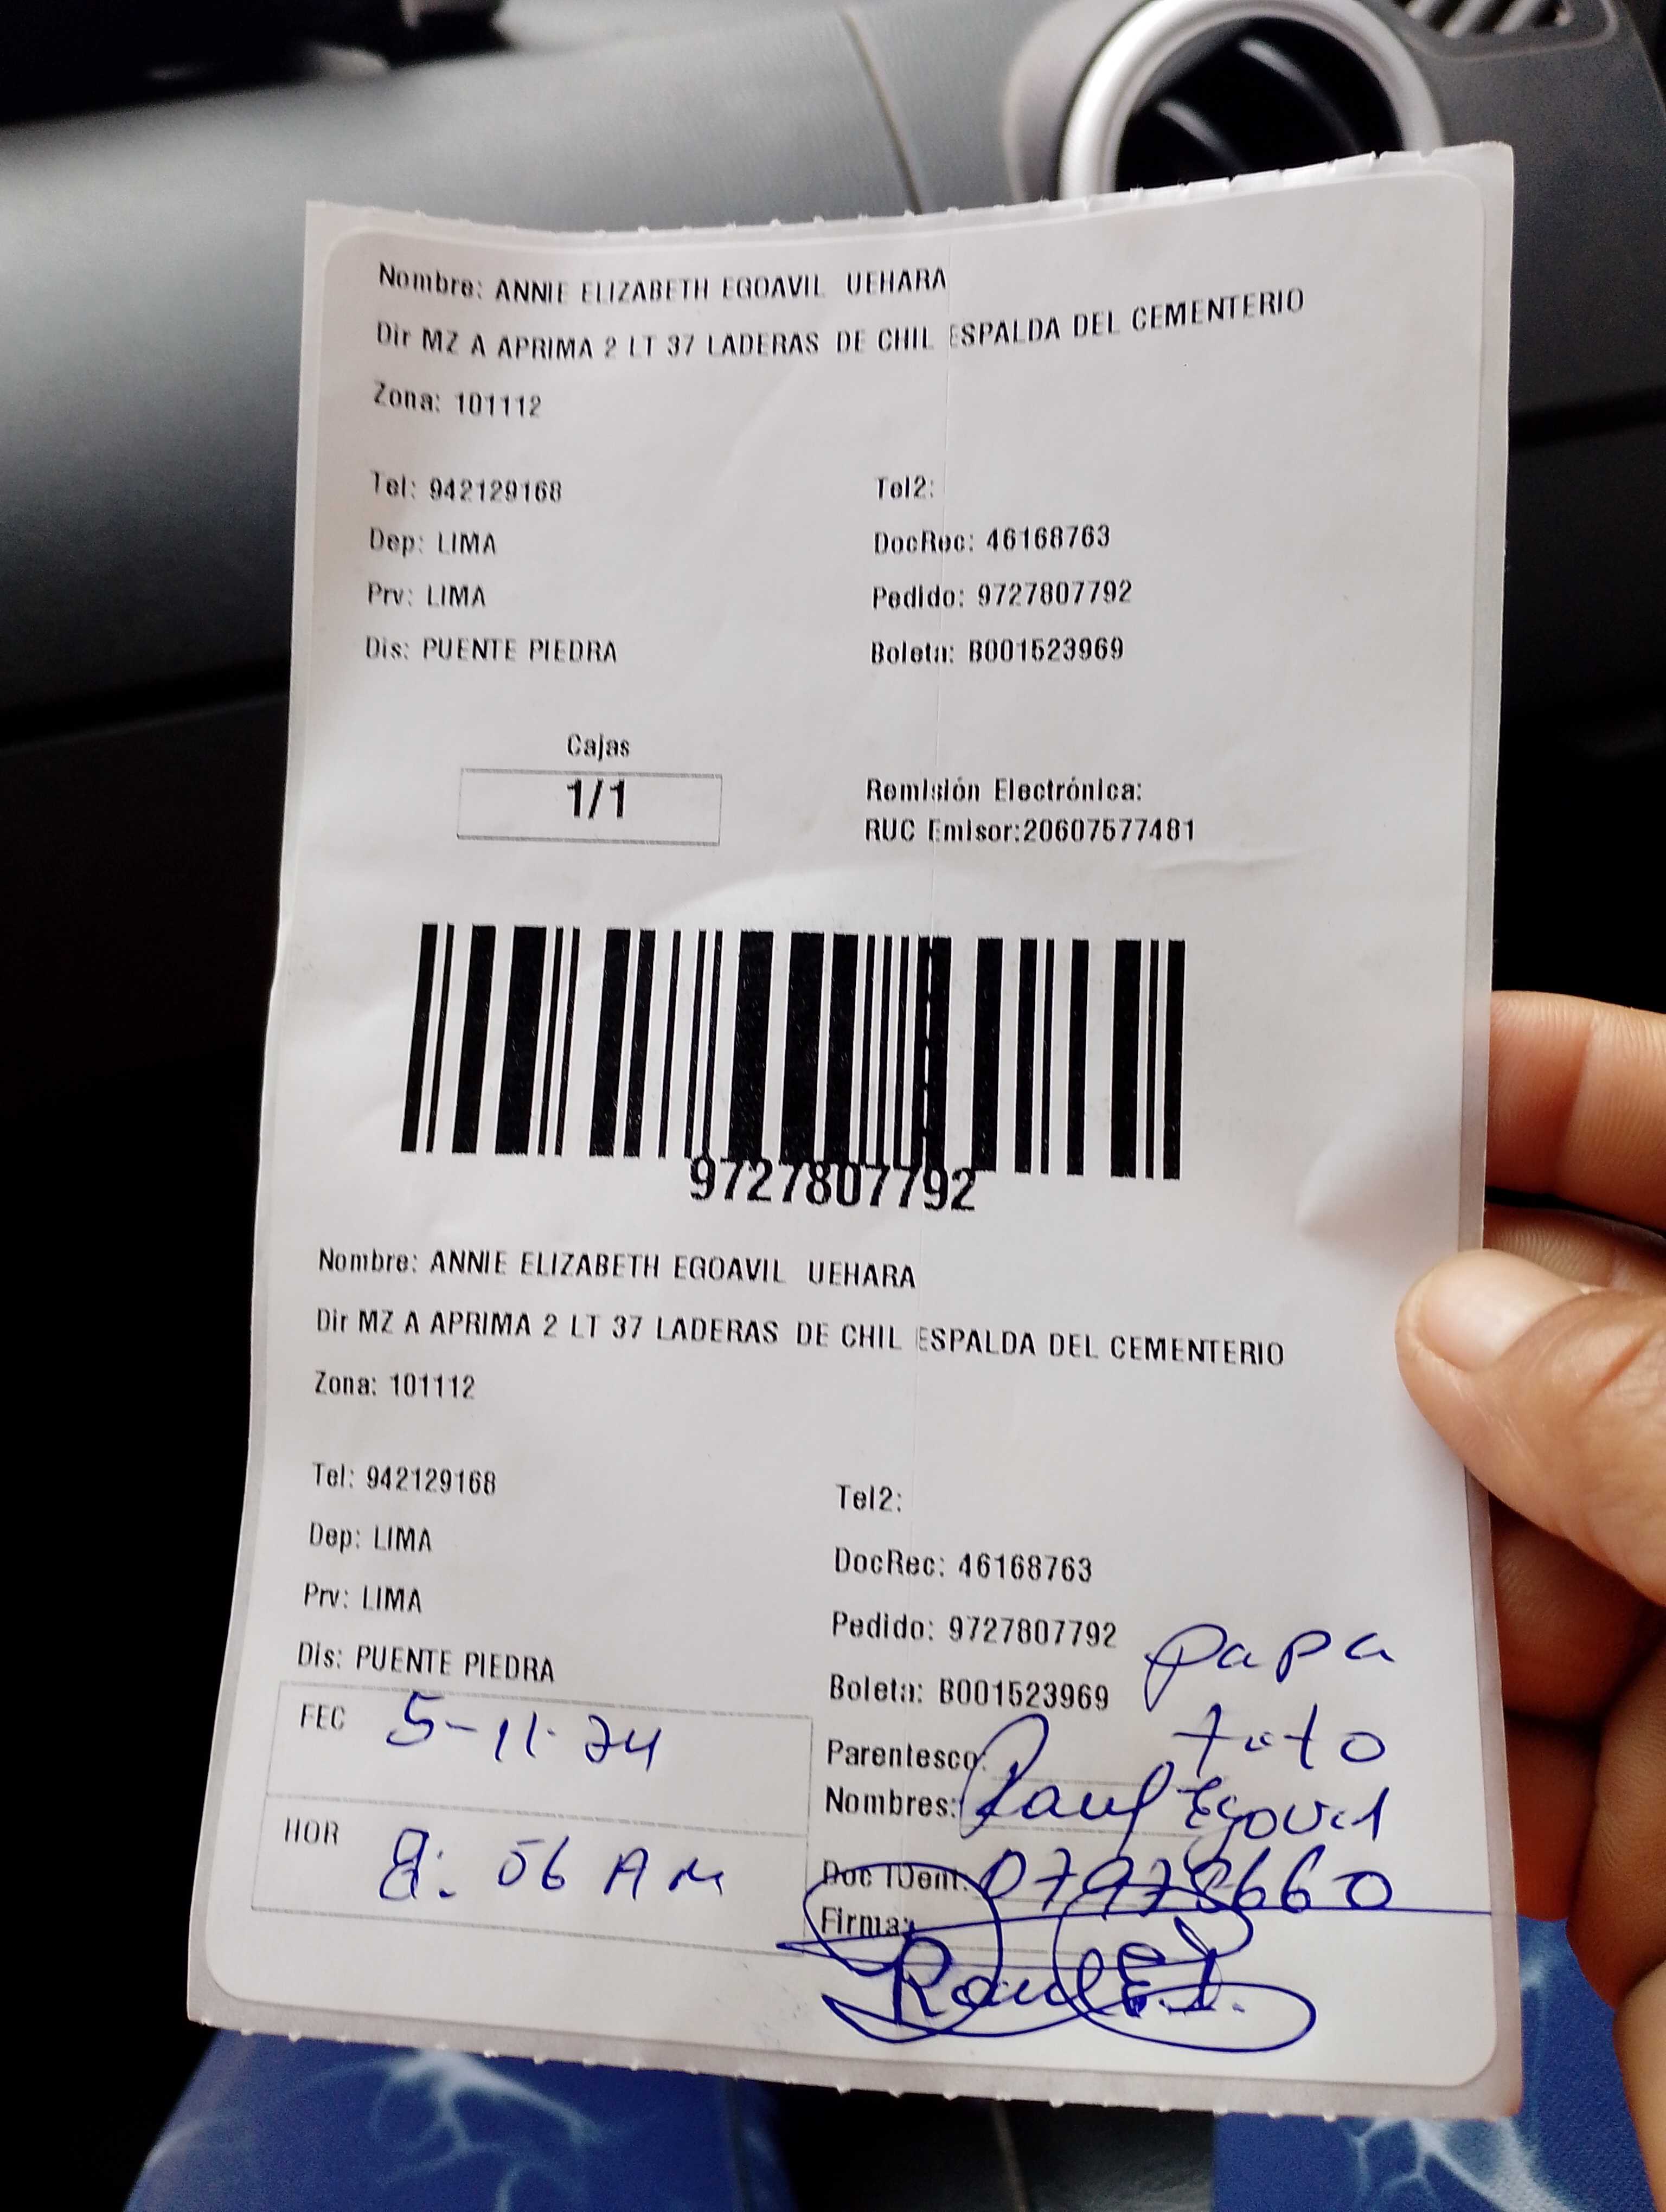 Nombre: ANNIE ELIZABETH EGOAVIL UEHARA
Dir MZ A APRIMA 2 LT 37 LADERAS DE CHIL ESPALDA DEL CEMENTERIO
Zona: 101112
Tel: 942129168 Tel2:
Dep: LIMA DocRec: 46168763
Prv: LIMA Pedido: 9727807792
Dis: PUENTE PIEDRA Boleta: B001523969
Cajas
1/1
Remisión Electrónica:
RUC Emisor:20607577481
9727807792
Nombre: ANNIE ELIZABETH EGOAVIL UEHARA
Dir MZ A APRIMA 2 LT 37 LADERAS DE CHIL ESPALDA DEL CEMENTERIO
Zona: 101112
Tel: 942129168 Tel2:
Dep: LIMA DocRec: 46168763
Prv: LIMA Pedido: 9727807792
Dis: PUENTE PIEDRA Boleta: B001523969
papa
FEC 5-11-24
Parentesco:
Nombres: Raul Egovil
HOR 8:56 AM
Doc IDent: 07978660
Firma: Raul E.